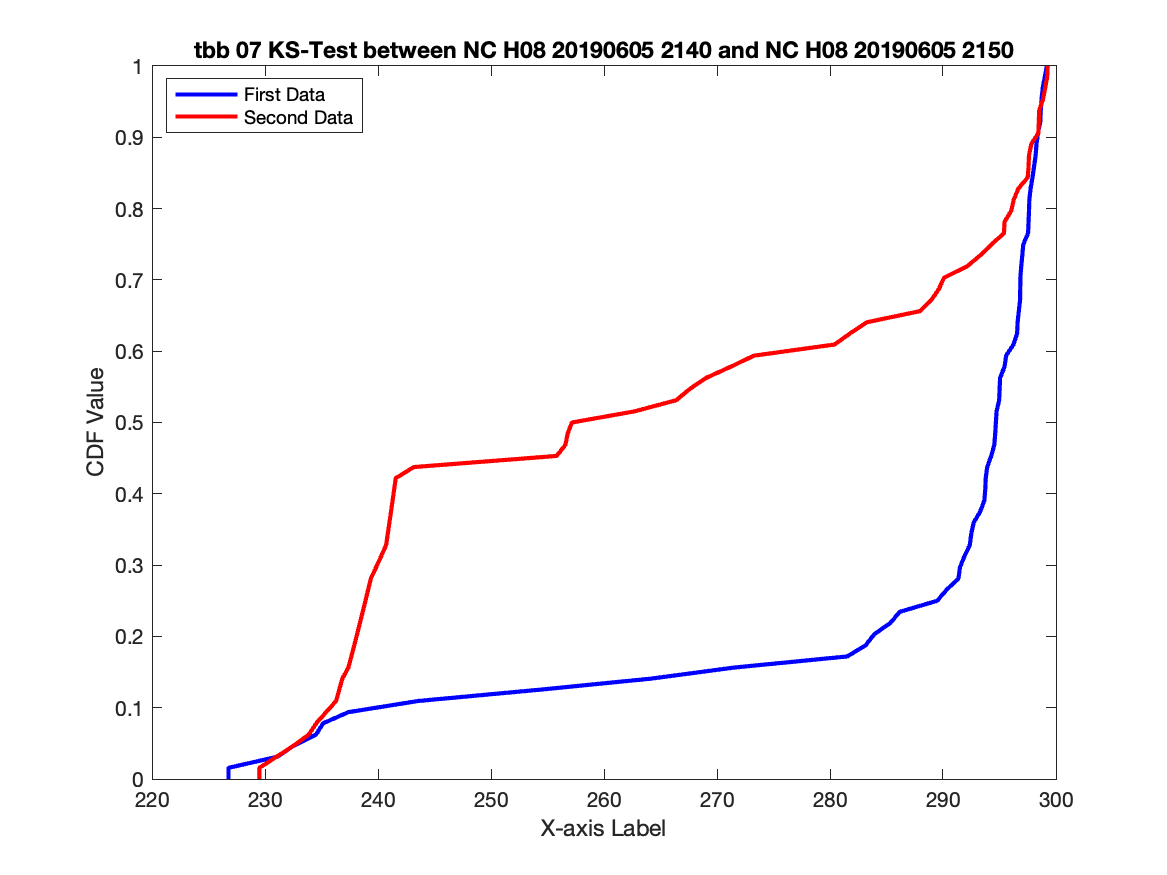 tbb 07 KS-Test between NC H08 20190605 2140 and NC H08 20190605 2150
First Data
Second Data
1
0.9
0.8
0.7
0.6
0.5
0.4
0.3
0.2
0.1
0
CDF Value
220 230 240 250 260 270 280 290 300
X-axis Label